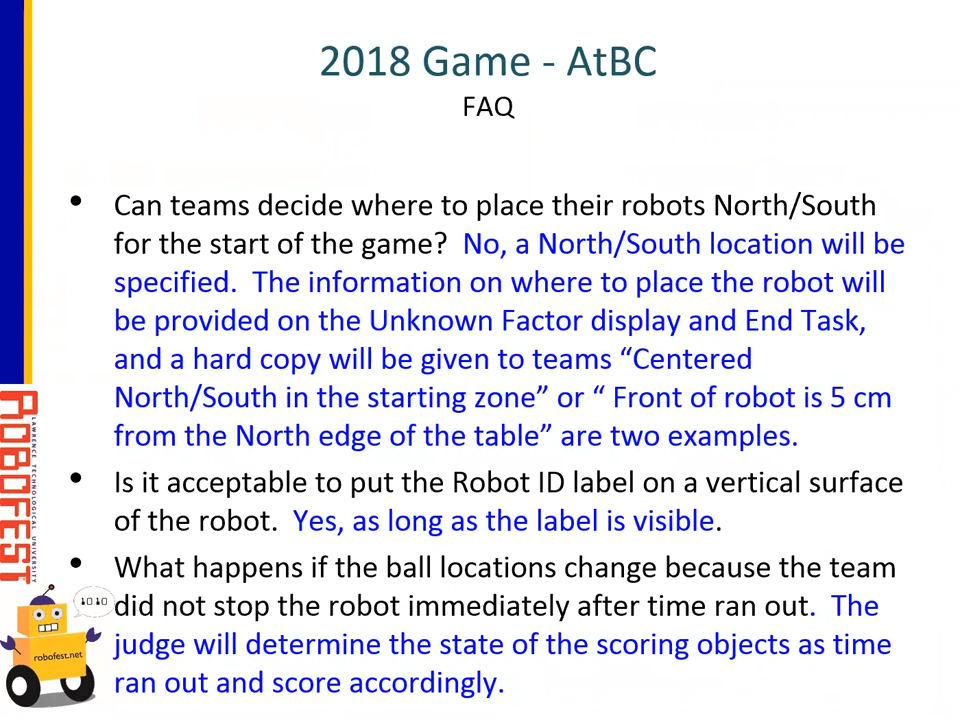 2018 Game - AtBC
FAQ
• Can teams decide where to place their robots North/South
for the start of the game? No, a North/South location will be
specified. The information on where to place the robot will
be provided on the Unknown Factor display and End Task,
and a hard copy will be given to teams “Centered
North/South in the starting zone” or “ Front of robot is 5 cm
from the North edge of the table” are two examples.
• Is it acceptable to put the Robot ID label on a vertical surface
of the robot. Yes, as long as the label is visible.
• What happens if the ball locations change because the team
did not stop the robot immediately after time ran out. The
judge will determine the state of the scoring objects as time
ran out and score accordingly.
ROBOFEST
LAWRENCE TECHNOLOGICAL UNIVERSITY
1010
robofest.net